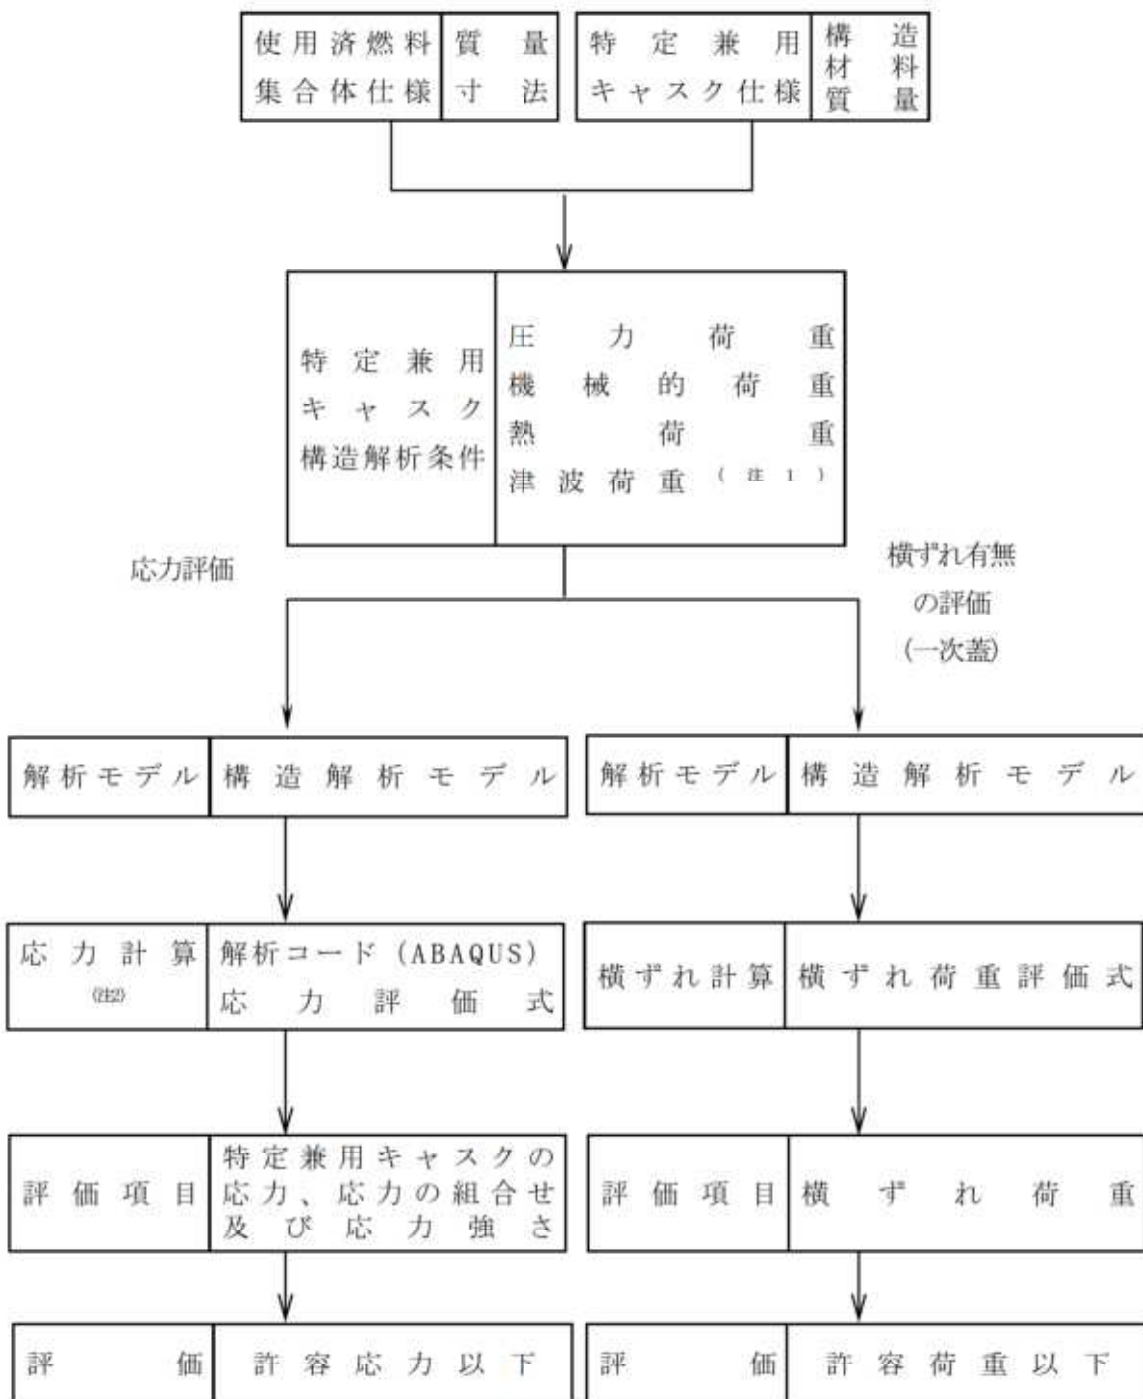 使用済燃料
集合体仕様
質量
寸法
特定兼用
キャスク仕様
構造
材料
質量
特定兼用
キャスク
構造解析条件
圧力荷重
機械的荷重
熱荷重
津波荷重(注1)
応力評価
横ずれ有無
の評価
(一次蓋)
解析モデル
構造解析モデル
解析モデル
構造解析モデル
応力計算
(注2)
解析コード(ABAQUS)
応力評価式
横ずれ計算
横ずれ荷重評価式
評価項目
特定兼用キャスクの
応力、応力の組合せ
及び応力強さ
評価項目
横ずれ荷重
評価
許容応力以下
評価
許容荷重以下